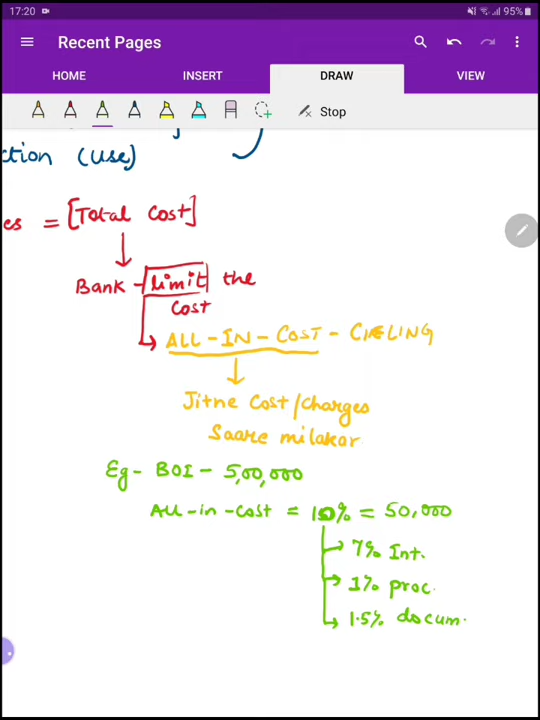 17:20 95%
Recent Pages
HOME INSERT DRAW VIEW
Stop
ction (use)
es = [Total Cost]
Bank - limit the
Cost
ALL-IN-COST-CIELING
Jitne Cost/Charges
Saare milakar
Eg- BOI - 5,00,000
ALL-in-cost = 10% = 50,000
7% Int.
1% proc.
1.5% docum.